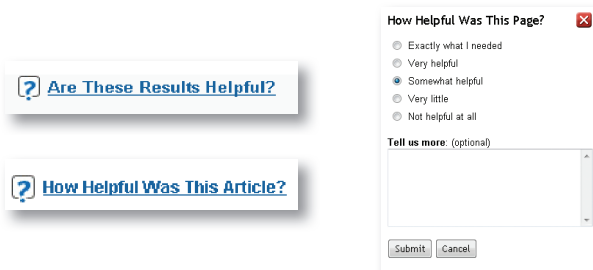 Are These Results Helpful?
How Helpful Was This Article?
How Helpful Was This Page?
Exactly what I needed
Very helpful
Somewhat helpful
Very little
Not helpful at all
Tell us more: (optional)
Submit Cancel